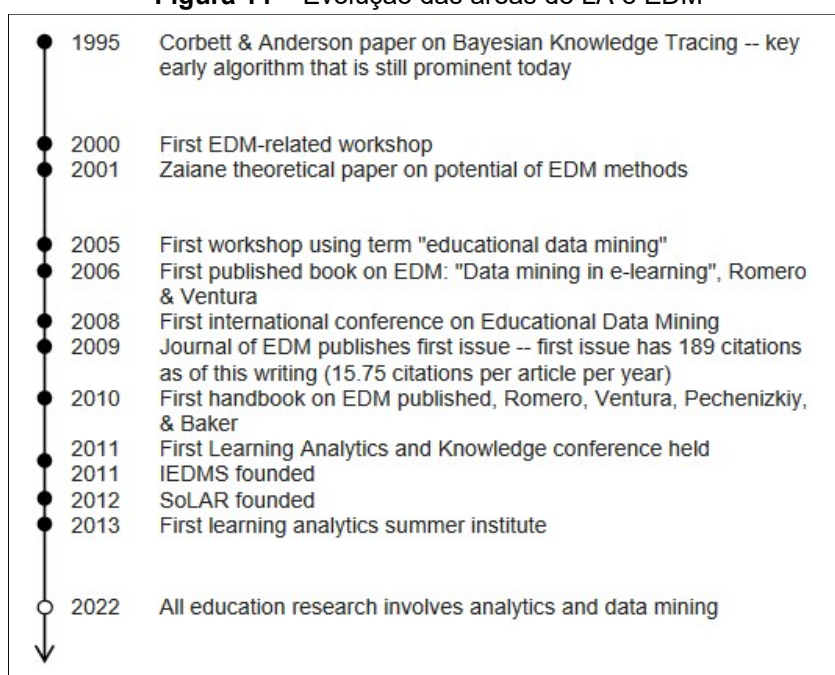 Figura 11 – Evolução das áreas de LA e EDM
1995 Corbett & Anderson paper on Bayesian Knowledge Tracing -- key
early algorithm that is still prominent today
2000 First EDM-related workshop
2001 Zaiane theoretical paper on potential of EDM methods
2005 First workshop using term "educational data mining"
2006 First published book on EDM: "Data mining in e-learning", Romero
& Ventura
2008 First international conference on Educational Data Mining
2009 Journal of EDM publishes first issue -- first issue has 189 citations
as of this writing (15.75 citations per article per year)
2010 First handbook on EDM published, Romero, Ventura, Pechenizkiy,
& Baker
2011 First Learning Analytics and Knowledge conference held
2011 IEDMS founded
2012 SoLAR founded
2013 First learning analytics summer institute
2022 All education research involves analytics and data mining